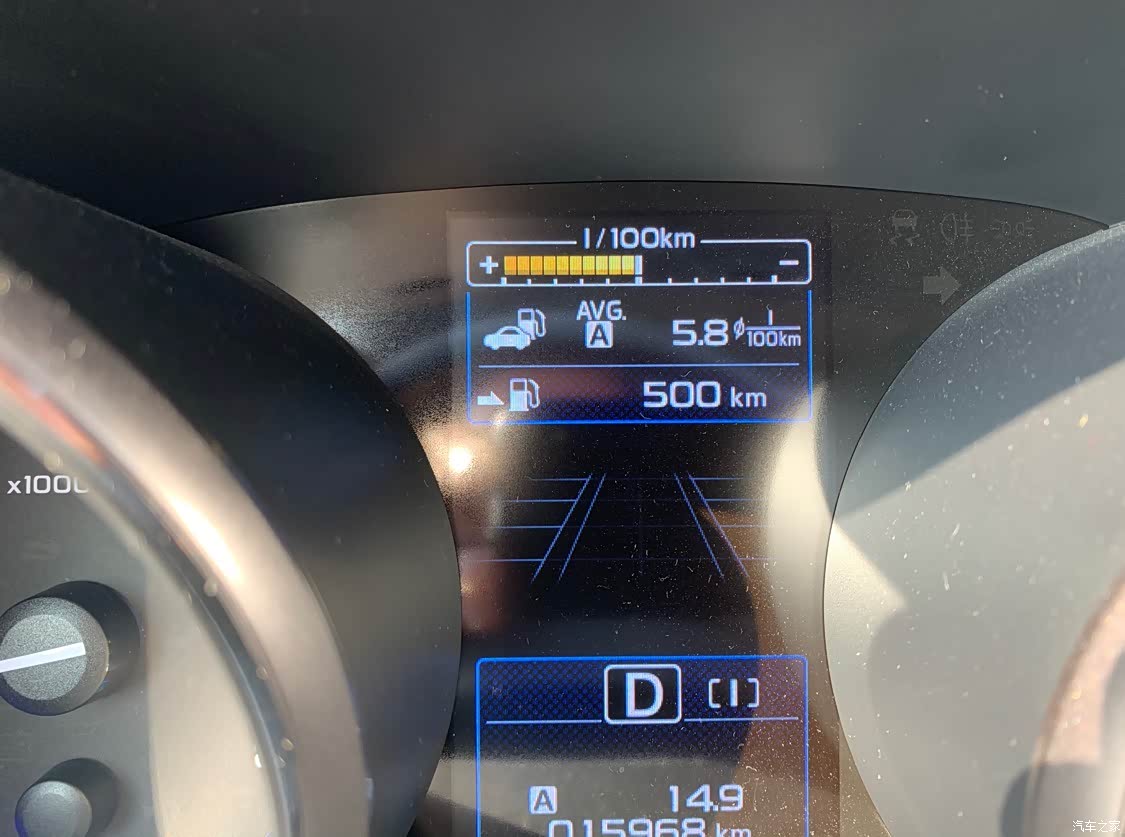 l/100km
+ −
AVG.
A 5.8 ø l/100km
500 km
x1000
D [1]
A 14.9
015968 km
汽车之家